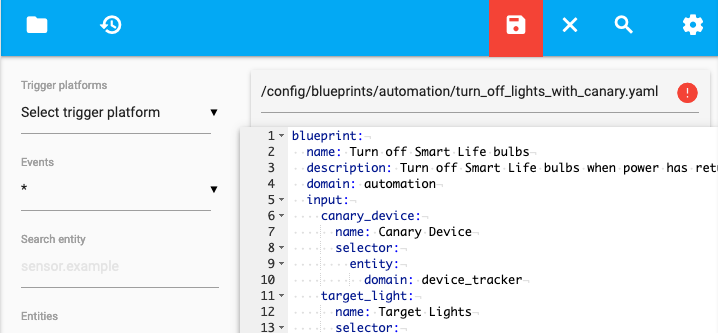 Trigger platforms
Select trigger platform
Events
*
Search entity
sensor.example
Entities
/config/blueprints/automation/turn_off_lights_with_canary.yaml
!
1 blueprint:
2 name: Turn off Smart Life bulbs
3 description: Turn off Smart Life bulbs when power has ret
4 domain: automation
5 input:
6 canary_device:
7 name: Canary Device
8 selector:
9 entity:
10 domain: device_tracker
11 target_light:
12 name: Target Lights
13 selector: